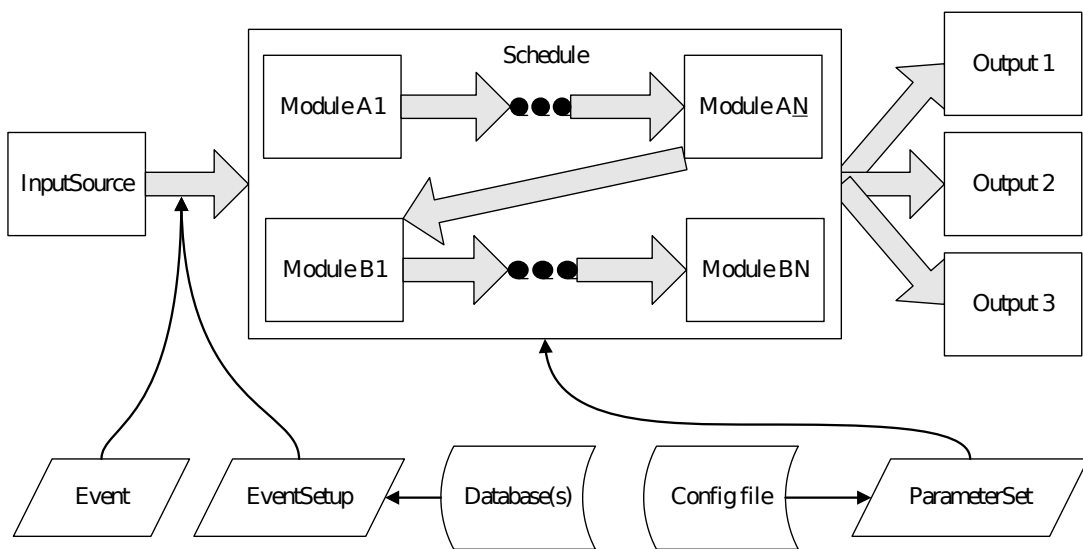 Schedule
Output 1
Module A1
Module AN
InputSource
Output 2
Module B1
Module BN
Output 3
Event
EventSetup
Database(s)
Config file
ParameterSet